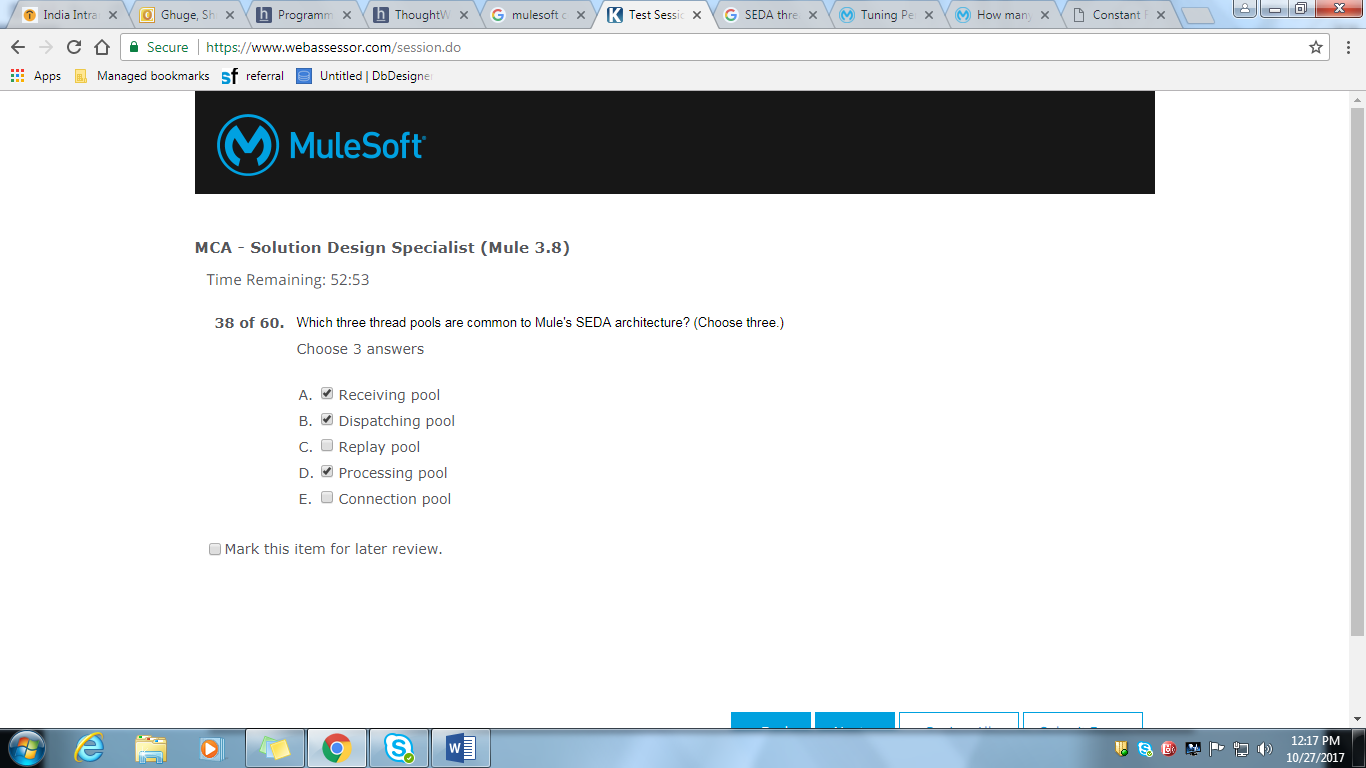 India Intra
Ghuge, Sh
Programm
ThoughtW
mulesoft c
Test Sessi
SEDA thre
Tuning Pe
How many
Constant
Secure
https://www.webassessor.com/session.do
Apps
Managed bookmarks
referral
Untitled | DbDesigner
MuleSoft
MCA - Solution Design Specialist (Mule 3.8)
Time Remaining: 52:53
38 of 60. Which three thread pools are common to Mule's SEDA architecture? (Choose three.)
Choose 3 answers
A. Receiving pool
B. Dispatching pool
C. Replay pool
D. Processing pool
E. Connection pool
Mark this item for later review.
12:17 PM
10/27/2017